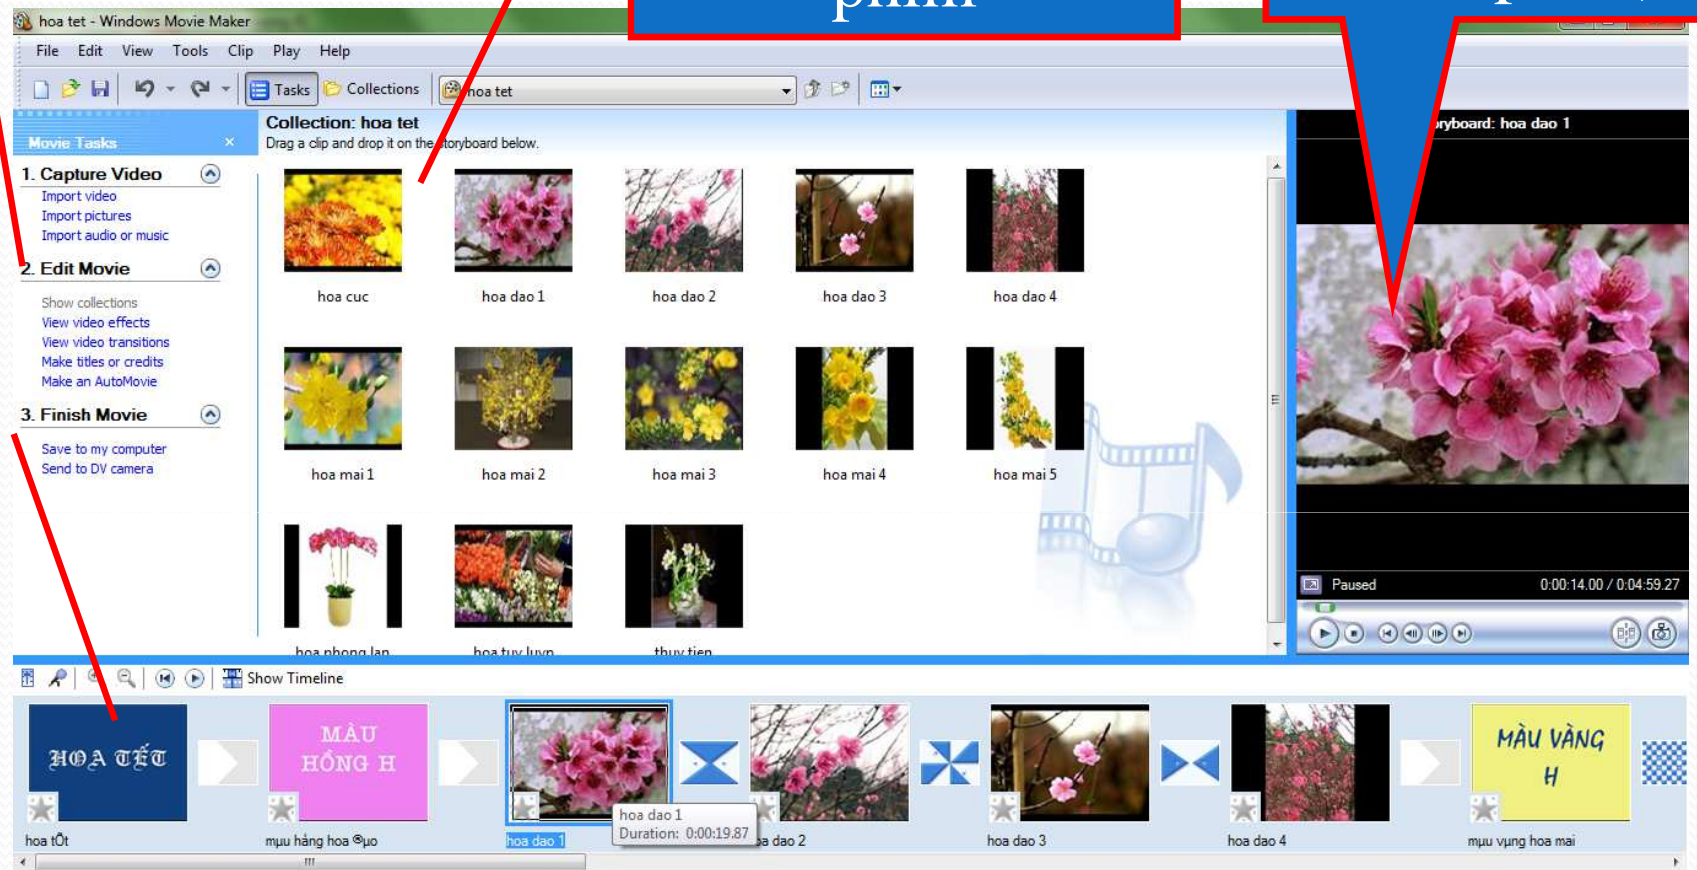 phim
hoa tet - Windows Movie Maker
File Edit View Tools Clip Play Help
Tasks Collections hoa tet
Movie Tasks
Collection: hoa tet
Drag a clip and drop it on the storyboard below.
oryboard: hoa dao 1
1. Capture Video
Import video
Import pictures
Import audio or music
2. Edit Movie
Show collections
View video effects
View video transitions
Make titles or credits
Make an AutoMovie
3. Finish Movie
Save to my computer
Send to DV camera
hoa cuc hoa dao 1 hoa dao 2 hoa dao 3 hoa dao 4
hoa mai 1 hoa mai 2 hoa mai 3 hoa mai 4 hoa mai 5
hoa phong lan hoa tuy luyp thuy tien
Paused 0:00:14.00 / 0:04:59.27
Show Timeline
HOA TẾT
MÀU
HỒNG H
MÀU VÀNG
H
hoa dao 1
Duration: 0:00:19.87
hoa tÕt mµu hång hoa ®µo hoa dao 1 oa dao 2 hoa dao 3 hoa dao 4 mµu vµng hoa mai